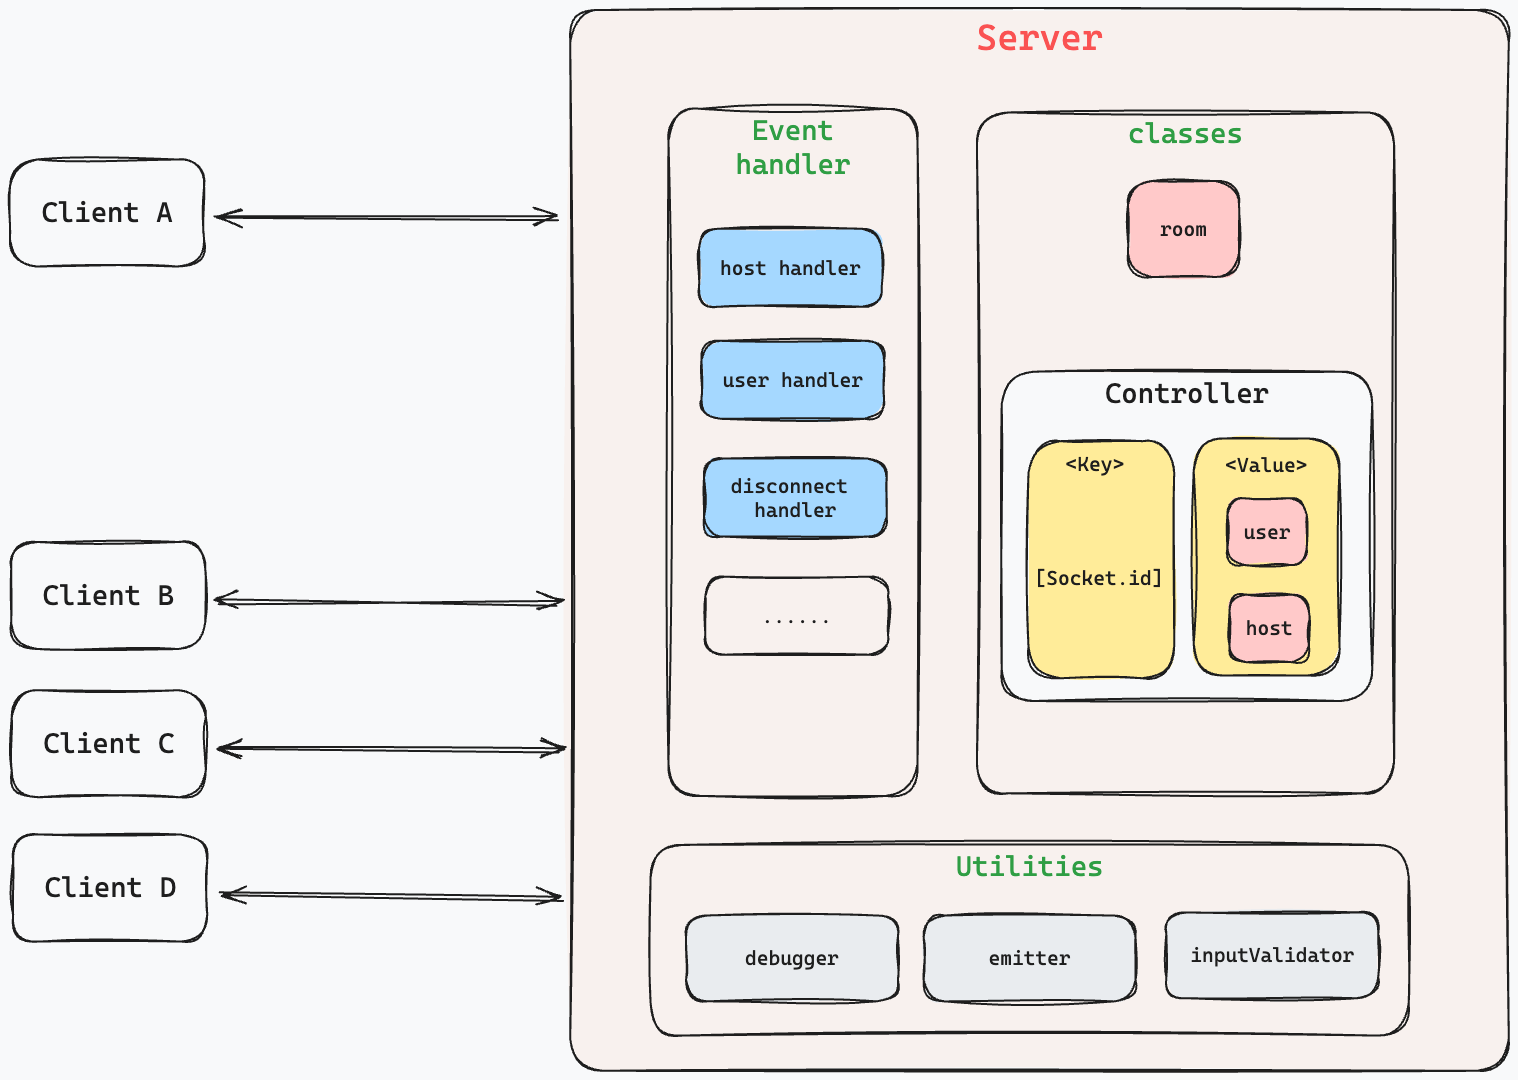 Server
Client A
Client B
Client C
Client D
Event
handler
host handler
user handler
disconnect
handler
......
classes
room
Controller
<Key>
[Socket.id]
<Value>
user
host
Utilities
debugger
emitter
inputValidator